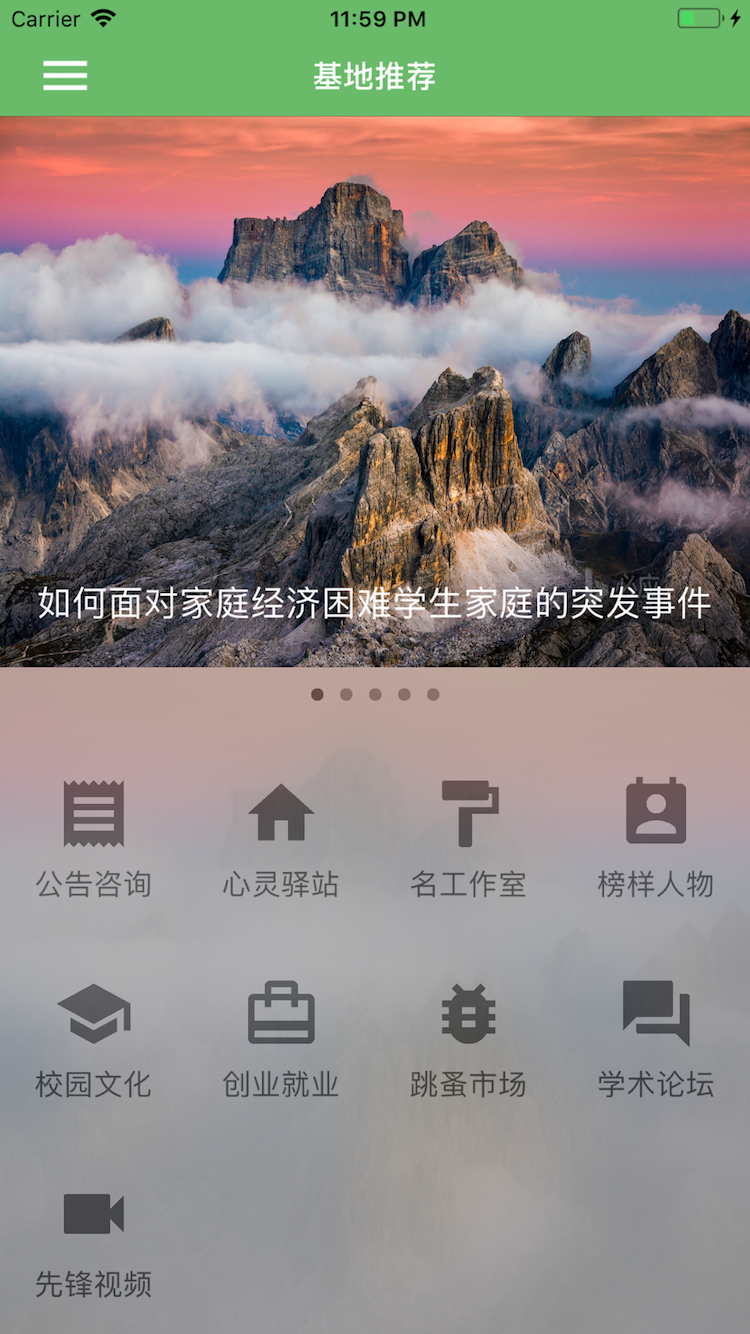 Carrier 11:59 PM
基地推荐
如何面对家庭经济困难学生家庭的突发事件
公告咨询 心灵驿站 名工作室 榜样人物
校园文化 创业就业 跳蚤市场 学术论坛
先锋视频